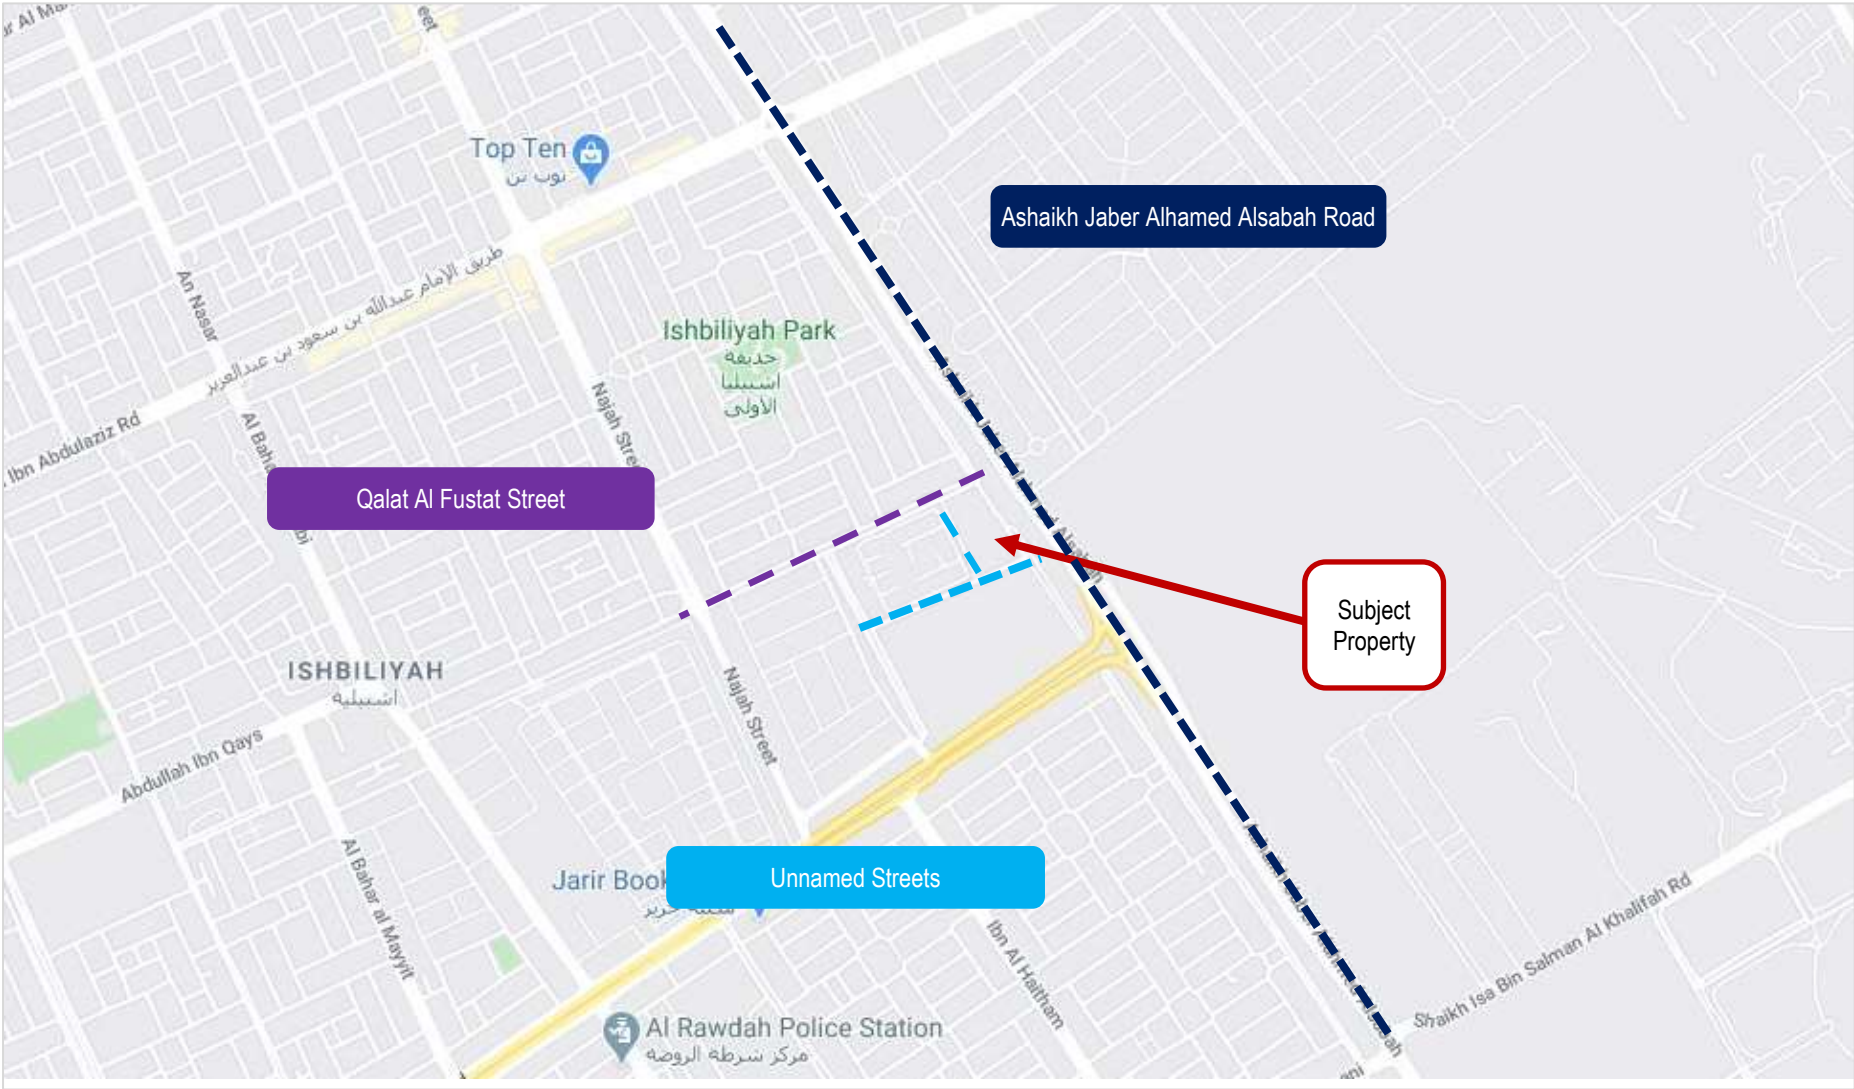 Top Ten
توب تن
Ashaikh Jaber Alhamed Alsabah Road
An Nasar
طريق الإمام عبدالله بن سعود بن عبدالعزيز
Ishbiliyah Park
حديقة
اشبيليا
الأولى
Najah Street
Ibn Abdulaziz Rd
Qalat Al Fustat Street
Subject
Property
ISHBILIYAH
اشبيلية
Najah Street
Abdullah Ibn Qays
Al Bahar al Mayyit
Jarir Book
Unnamed Streets
Ibn Al Haitham
Shaikh Isa Bin Salman Al Khalifah Rd
Al Rawdah Police Station
مركز شرطة الروضة